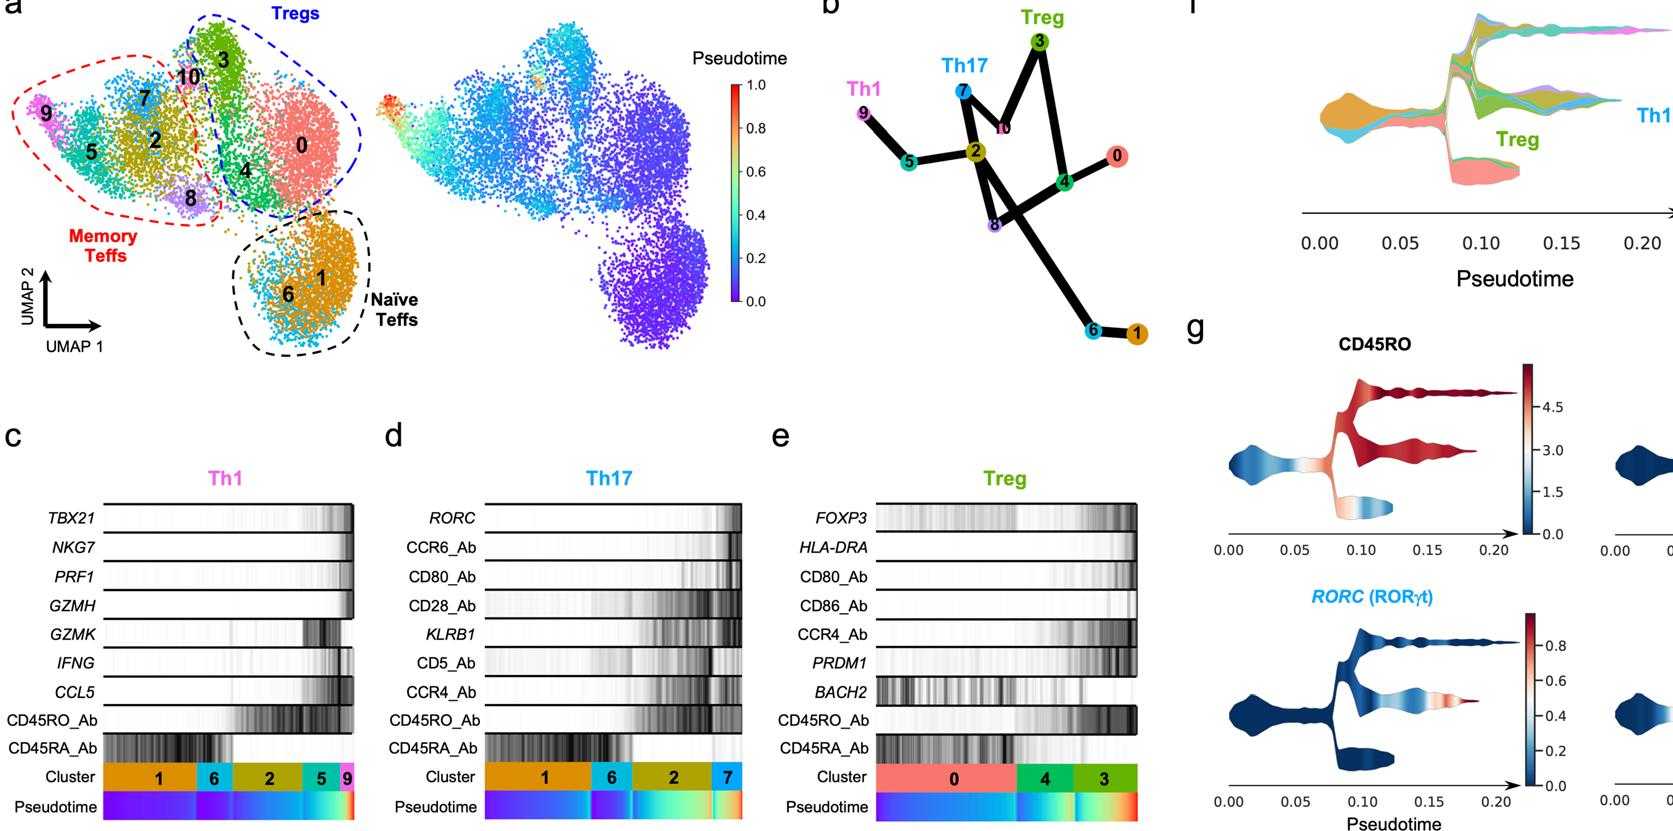 a
b
f
Tregs
3
10
7
9
2
5
0
4
8
1
6
Memory
Teffs
Naïve
Teffs
UMAP 2
UMAP 1
Pseudotime
1.0
0.8
0.6
0.4
0.2
0.0
Treg
3
Th17
7
Th1
9
10
2
5
0
4
8
6
1
Th1
Treg
0.00 0.05 0.10 0.15 0.20
Pseudotime
c
Th1
TBX21
NKG7
PRF1
GZMH
GZMK
IFNG
CCL5
CD45RO_Ab
CD45RA_Ab
Cluster 1 6 2 5 9
Pseudotime
d
Th17
RORC
CCR6_Ab
CD80_Ab
CD28_Ab
KLRB1
CD5_Ab
CCR4_Ab
CD45RO_Ab
CD45RA_Ab
Cluster 1 6 2 7
Pseudotime
e
Treg
FOXP3
HLA-DRA
CD80_Ab
CD86_Ab
CCR4_Ab
PRDM1
BACH2
CD45RO_Ab
CD45RA_Ab
Cluster 0 4 3
Pseudotime
g
CD45RO
4.5
3.0
1.5
0.0
0.00 0.05 0.10 0.15 0.20
0.00
RORC (RORγt)
0.8
0.6
0.4
0.2
0.0
0.00 0.05 0.10 0.15 0.20
0.00
Pseudotime